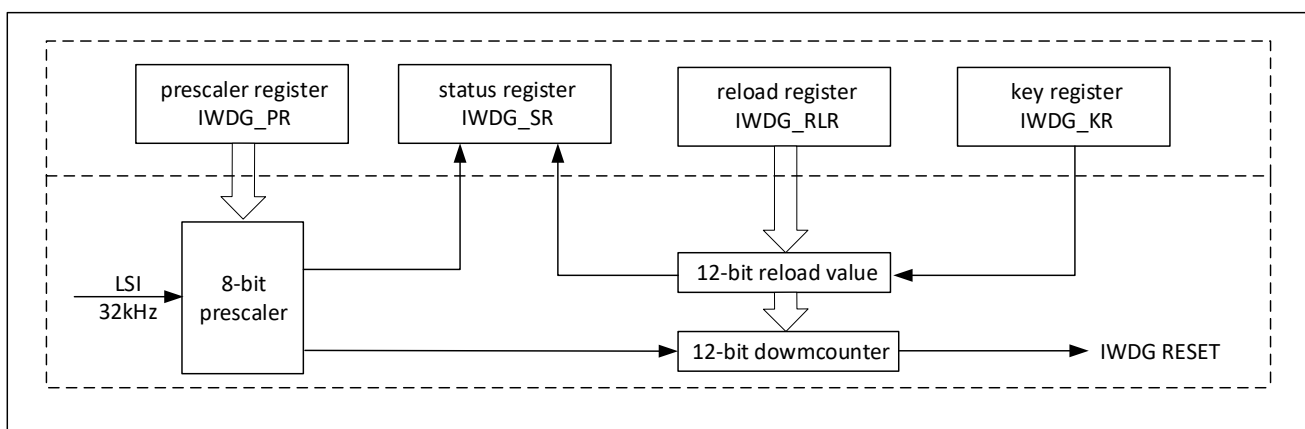 prescaler register
IWDG_PR
status register
IWDG_SR
reload register
IWDG_RLR
key register
IWDG_KR
LSI
32kHz
8-bit
prescaler
12-bit reload value
12-bit dowmcounter
IWDG RESET